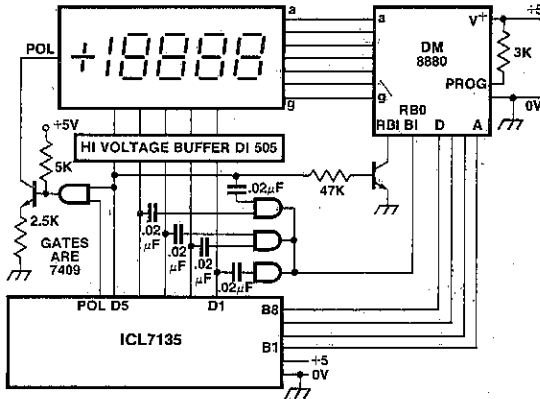 POL
+18888
a
g
a
g
DM
8880
V+
PROG
RB0
RBI BI D A
+5
3K
0V
HI VOLTAGE BUFFER DI 505
+5V
5K
2.5K
GATES
ARE
7409
.02μF
47K
.02
μF
.02
μF
.02
μF
.02μF
POL D5 D1
ICL7135
B8
B1
+5
0V